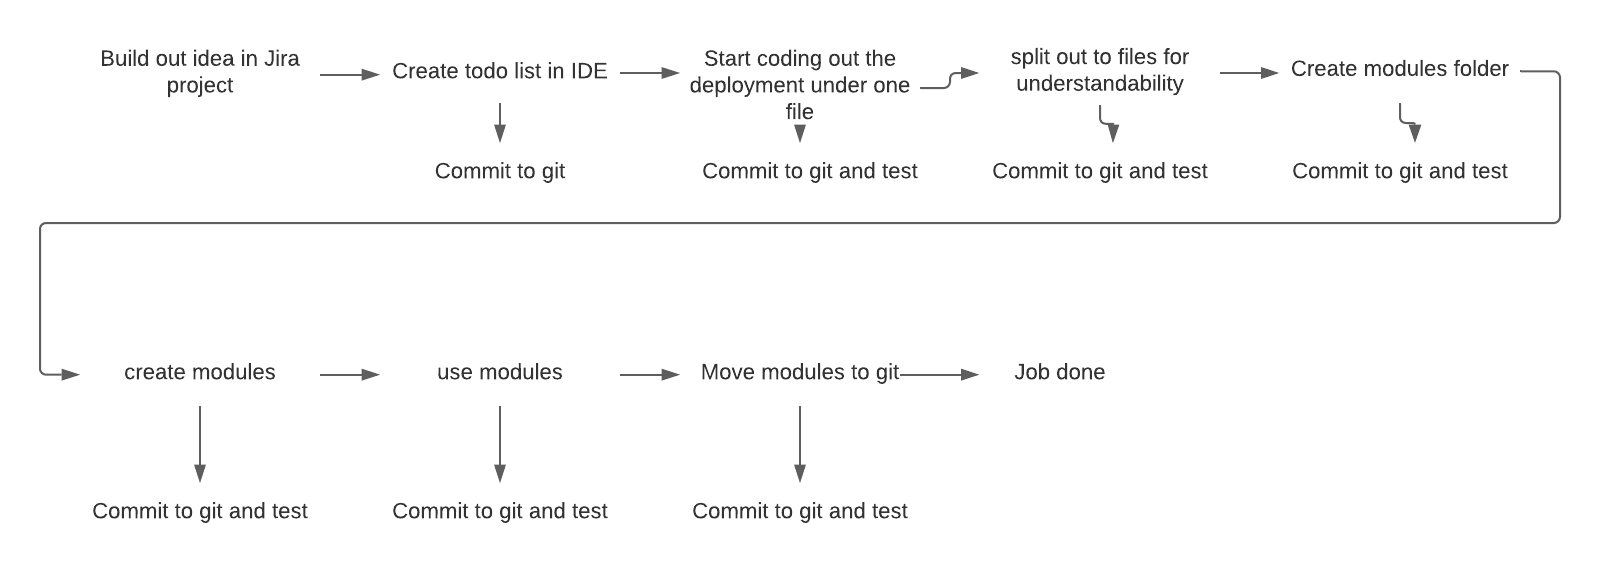 Build out idea in Jira
project
Create todo list in IDE
Start coding out the
deployment under one
file
split out to files for
understandability
Create modules folder
Commit to git
Commit to git and test
Commit to git and test
Commit to git and test
create modules
use modules
Move modules to git
Job done
Commit to git and test
Commit to git and test
Commit to git and test